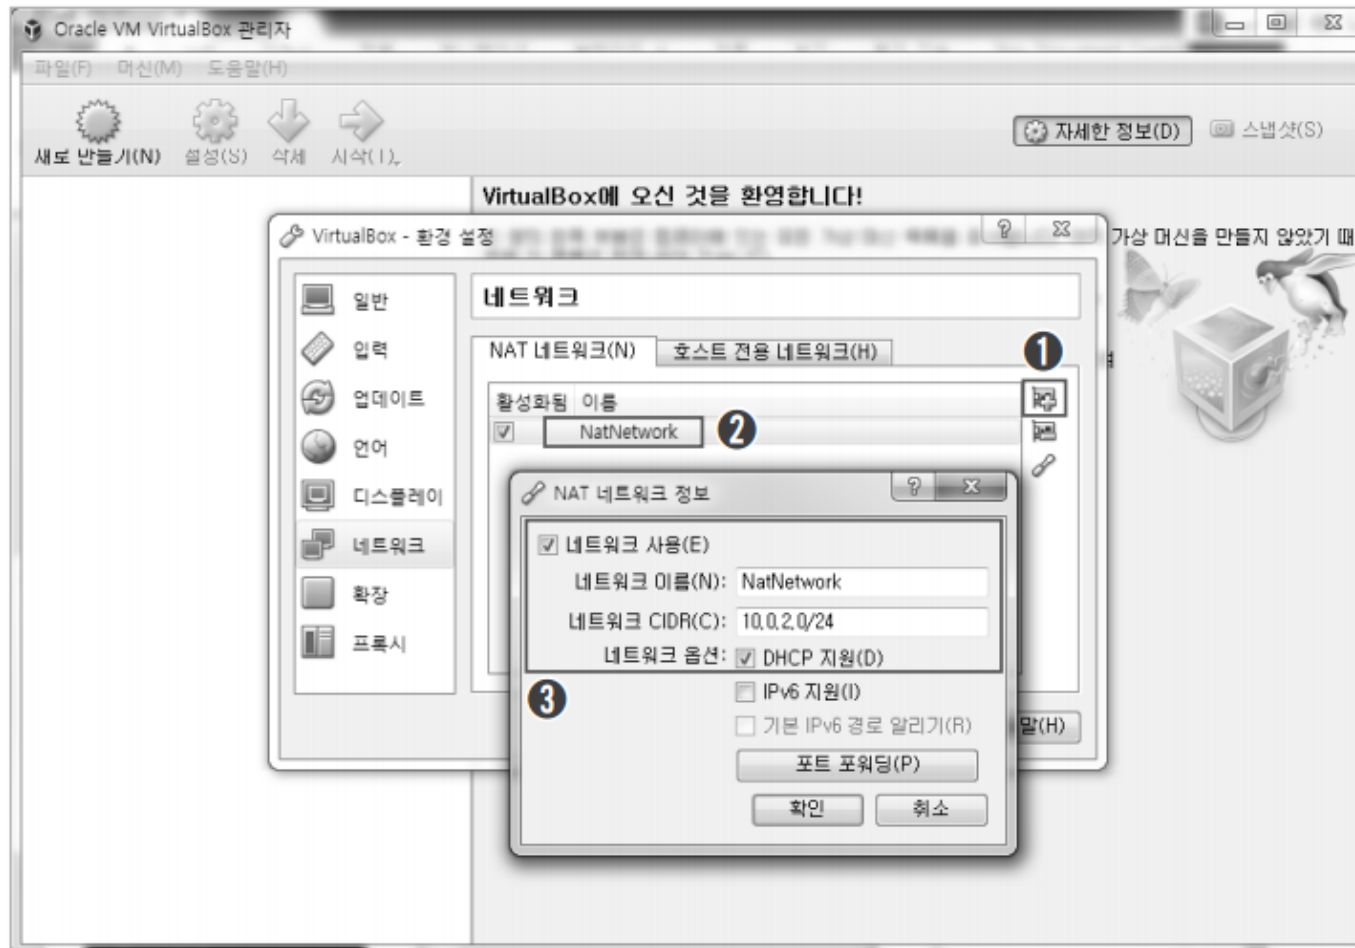 Oracle VM VirtualBox 관리자
파일(F) 머신(M) 도움말(H)
새로 만들기(N) 설정(S) 삭제 시작(T)
자세한 정보(D) 스냅샷(S)
VirtualBox에 오신 것을 환영합니다!
VirtualBox - 환경 설정
가상 머신을 만들지 않았기 때
일반
입력
업데이트
언어
디스플레이
네트워크
확장
프록시
네트워크
NAT 네트워크(N) 호스트 전용 네트워크(H)
1
활성화됨 이름
NatNetwork
2
NAT 네트워크 정보
네트워크 사용(E)
네트워크 이름(N): NatNetwork
네트워크 CIDR(C): 10.0.2.0/24
네트워크 옵션: DHCP 지원(D)
3
IPv6 지원(I)
기본 IPv6 경로 알리기(R)
포트 포워딩(P)
확인 취소
말(H)